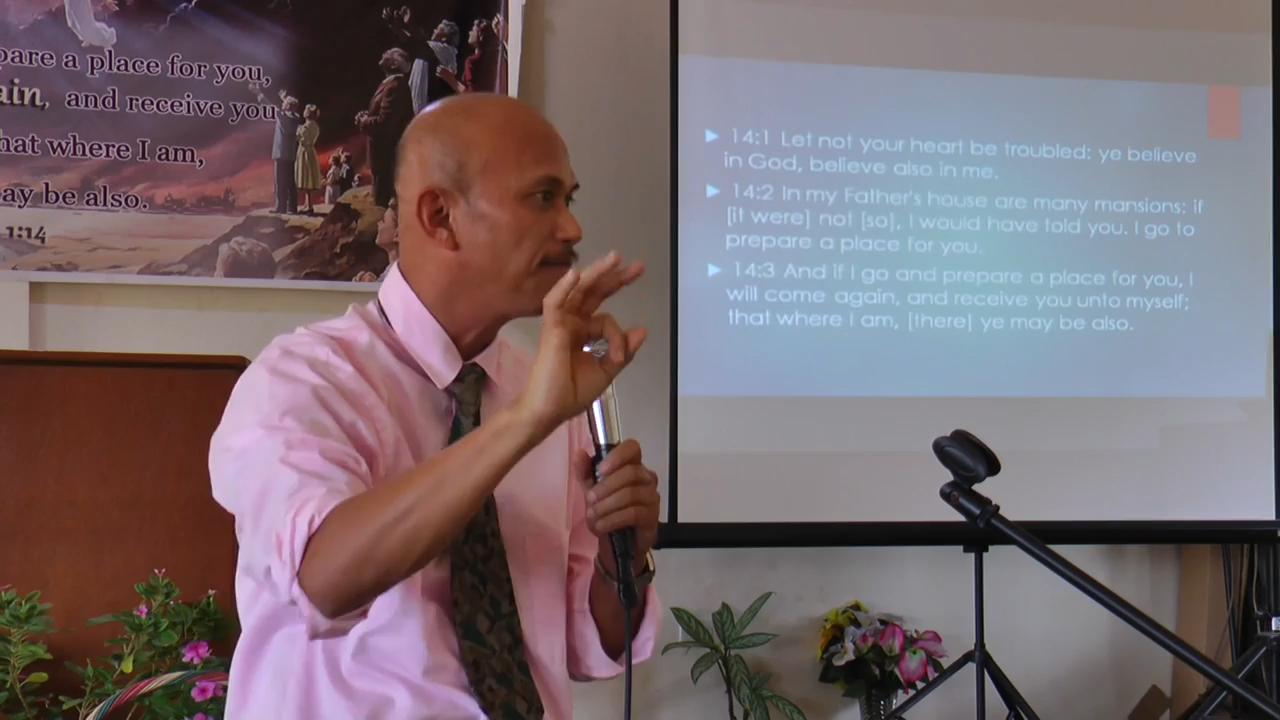 pare a place for you,
ain, and receive you
hat where I am,
ay be also.
1:14
14:1 Let not your heart be troubled: ye believe
in God, believe also in me.
14:2 In my Father's house are many mansions: if
[it were] not [so], I would have told you. I go to
prepare a place for you.
14:3 And if I go and prepare a place for you, I
will come again, and receive you unto myself;
that where I am, [there] ye may be also.